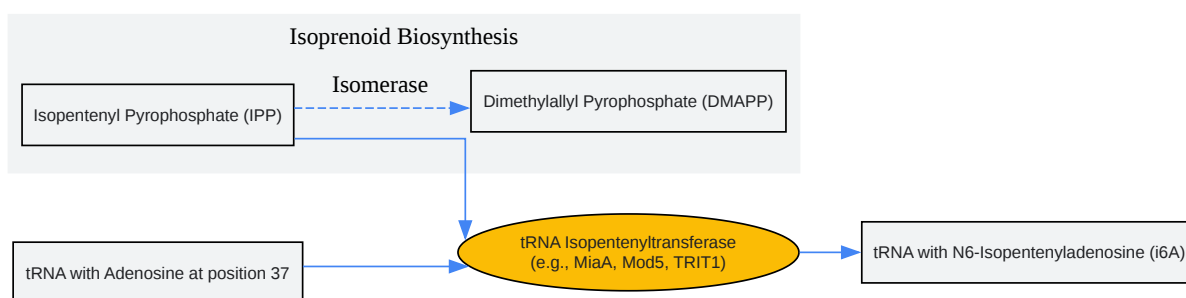 Isoprenoid Biosynthesis
Isomerase
Isopentenyl Pyrophosphate (IPP)
Dimethylallyl Pyrophosphate (DMAPP)
tRNA Isopentenyltransferase
(e.g., MiaA, Mod5, TRIT1)
tRNA with N6-Isopentenyladenosine (i6A)
tRNA with Adenosine at position 37